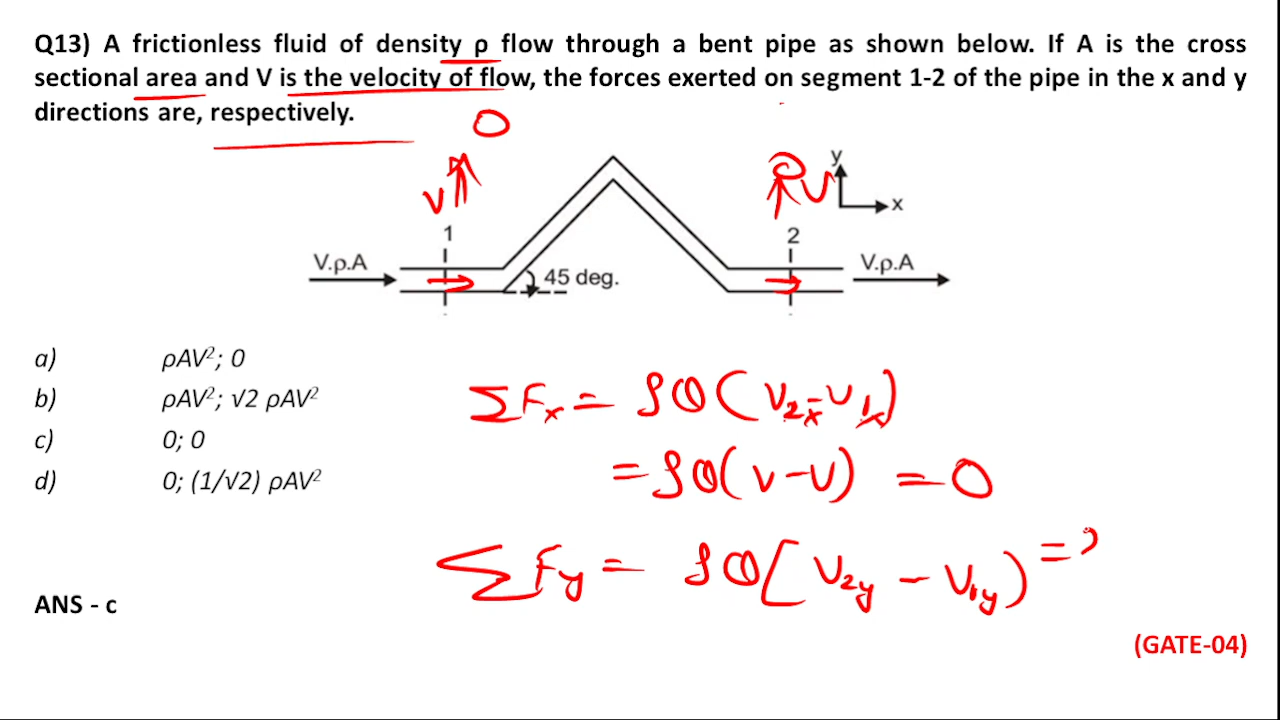 Q13) A frictionless fluid of density ρ flow through a bent pipe as shown below. If A is the cross
sectional area and V is the velocity of flow, the forces exerted on segment 1-2 of the pipe in the x and y
directions are, respectively.
0
V
0
V
y
x
1
2
V.ρ.A
45 deg.
V.ρ.A
a) ρAV²; 0
b) ρAV²; √2 ρAV²
c) 0; 0
d) 0; (1/√2) ρAV²
ΣFx = ρQ(V2x - V1x)
= ρQ(V - V) = 0
ΣFy = ρQ[V2y - V1y) =
ANS - c
(GATE-04)